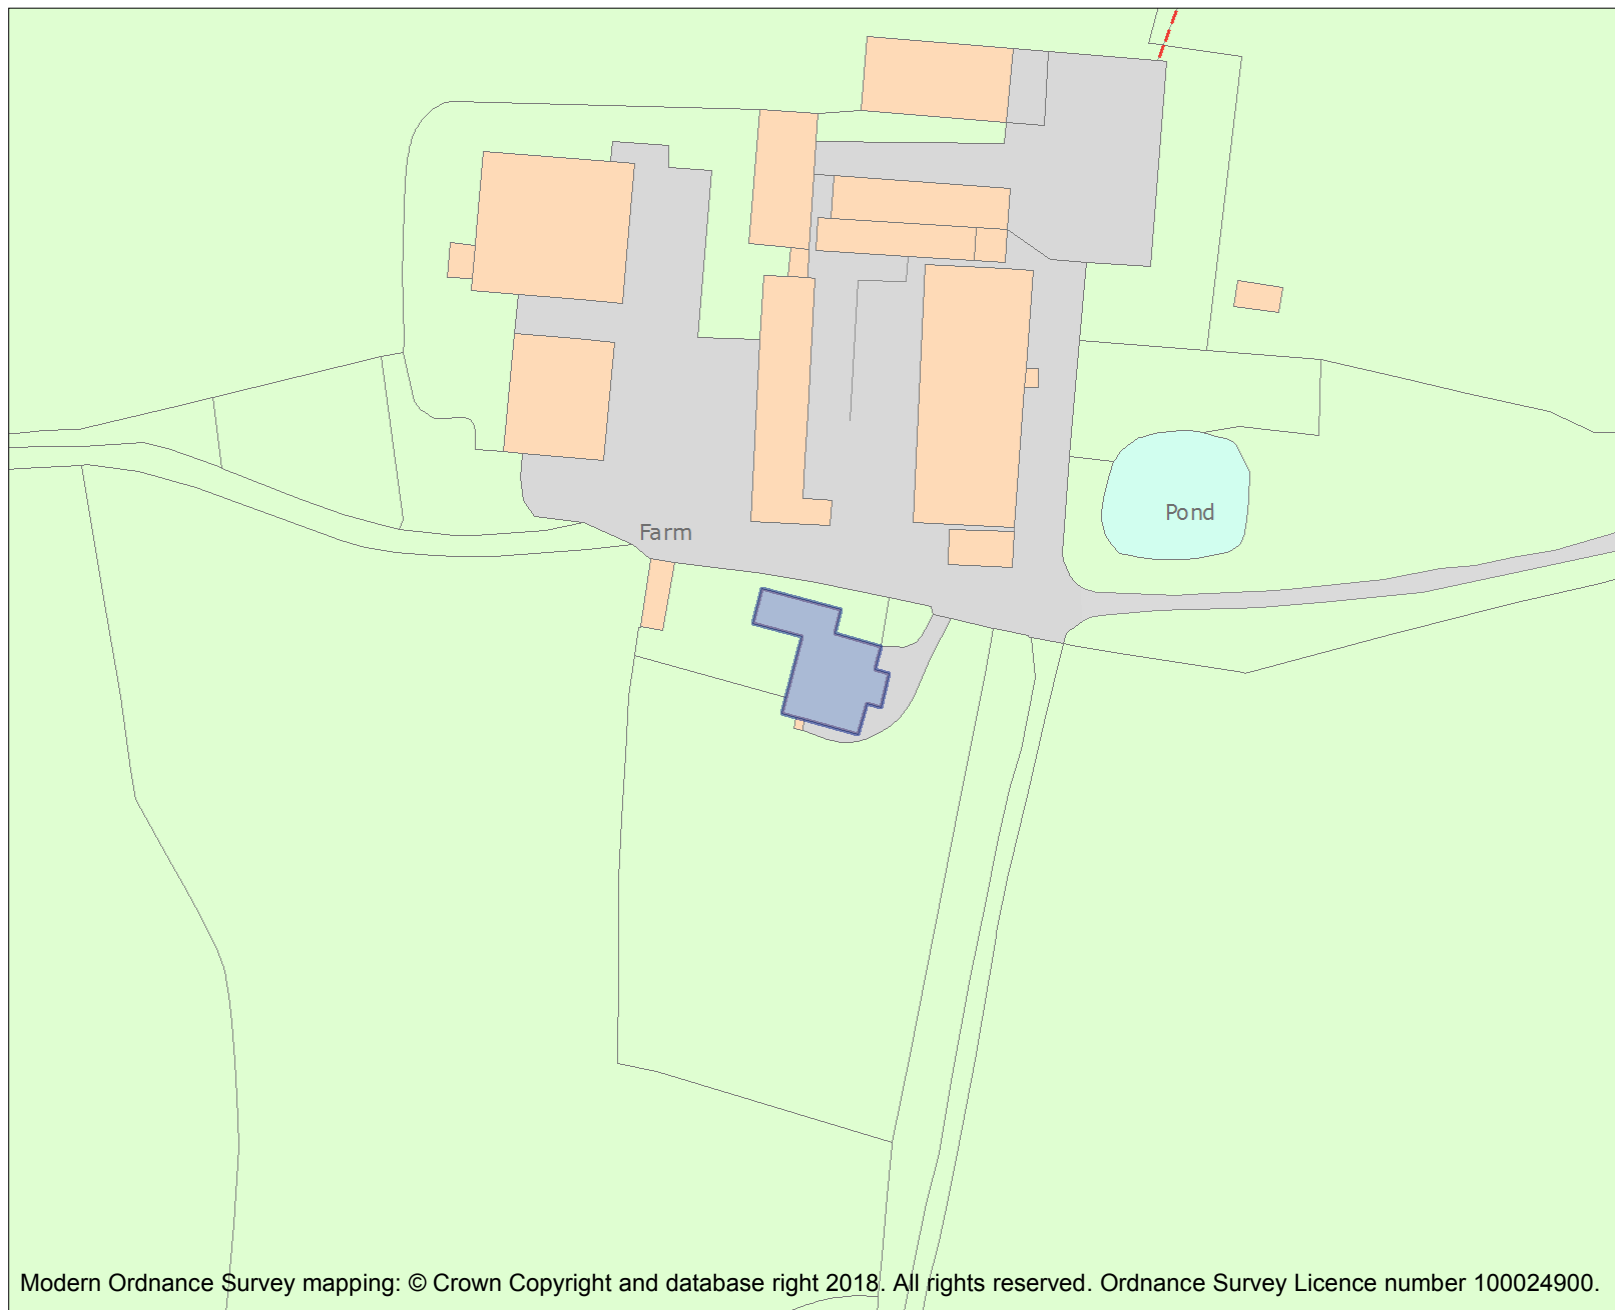 Pond
Farm
Modern Ordnance Survey mapping: © Crown Copyright and database right 2018. All rights reserved. Ordnance Survey Licence number 100024900.